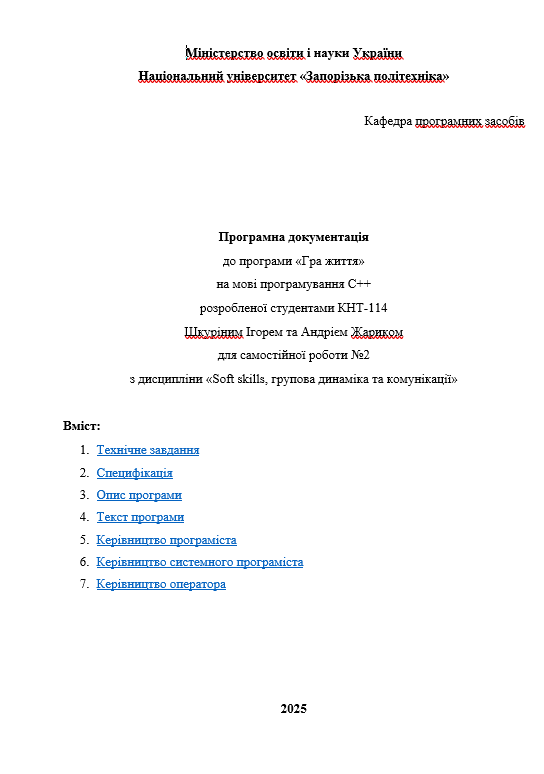 Міністерство освіти і науки України
Національний університет «Запорізька політехніка»
Кафедра програмних засобів
Програмна документація
до програми «Гра життя»
на мові програмування С++
розробленої студентами КНТ-114
Шкуріним Ігорем та Андрієм Жариком
для самостійної роботи №2
з дисципліни «Soft skills, групова динаміка та комунікації»
Вміст:
1. Технічне завдання
2. Специфікація
3. Опис програми
4. Текст програми
5. Керівництво програміста
6. Керівництво системного програміста
7. Керівництво оператора
2025